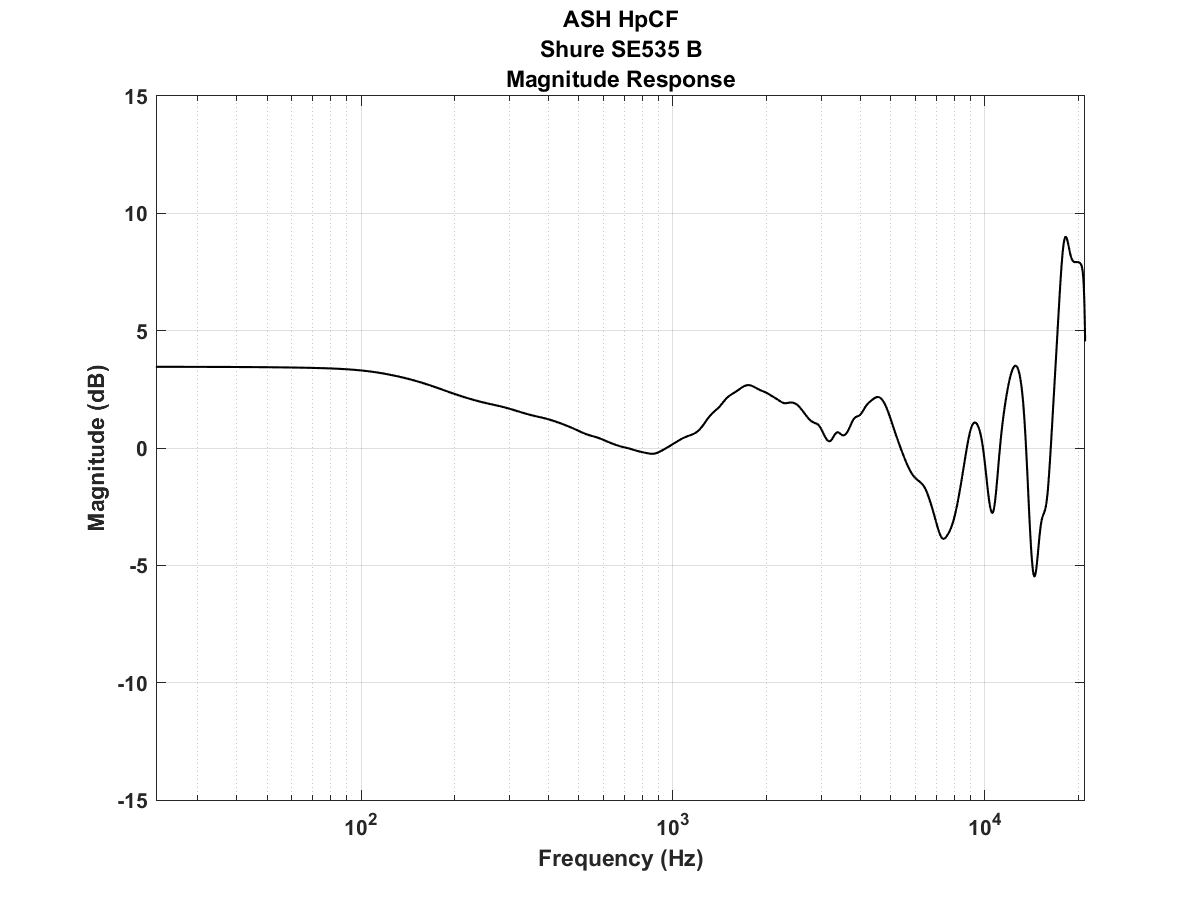 ASH HpCF
Shure SE535 B
Magnitude Response
15
10
5
0
-5
-10
-15
Magnitude (dB)
10² 10³ 10⁴
Frequency (Hz)